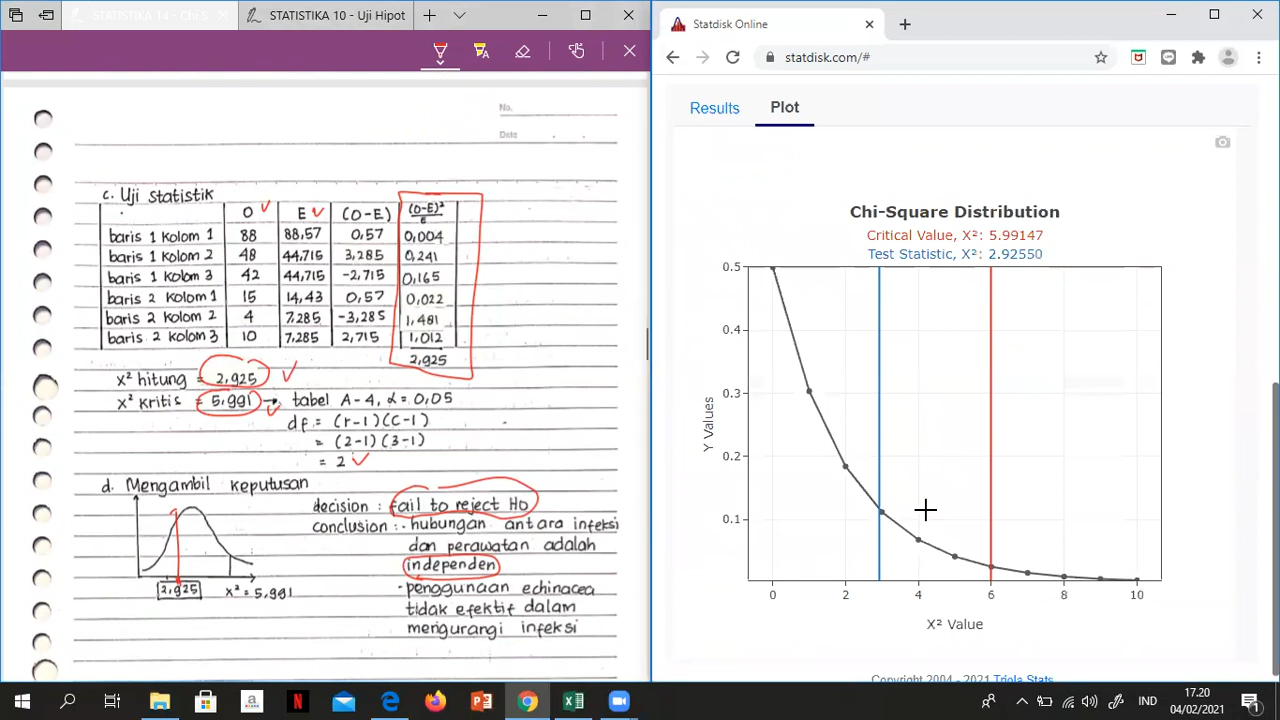 STATISTIKA 14 - Chi S
STATISTIKA 10 - Uji Hipot
No.
Date
c. Uji statistik
O E (O-E) (O-E)²/E
baris 1 kolom 1 88 88,57 0,57 0,004
baris 1 kolom 2 48 44,715 3,285 0,241
baris 1 kolom 3 42 44,715 -2,715 0,165
baris 2 kolom 1 15 14,43 0,57 0,022
baris 2 kolom 2 4 7.285 -3,285 1,481
baris 2 kolom 3 10 7,285 2,715 1,012
2,925
x² hitung = 2,925
x² kritis = 5,991 → tabel A-4, α = 0,05
df = (r-1)(c-1)
= (2-1)(3-1)
= 2
d. Mengambil keputusan
decision : fail to reject Ho
conclusion : - hubungan antara infeksi
dan perawatan adalah
independen
- penggunaan echinacea
tidak efektif dalam
mengurangi infeksi
2,925
x² = 5,991
Statdisk Online
statdisk.com/#
Results
Plot
Chi-Square Distribution
Critical Value, X²: 5.99147
Test Statistic, X²: 2.92550
0.5
0.4
0.3
0.2
0.1
Y Values
0 2 4 6 8 10
X² Value
Copyright 2004 - 2021 Triola Stats
IND
17.20
04/02/2021